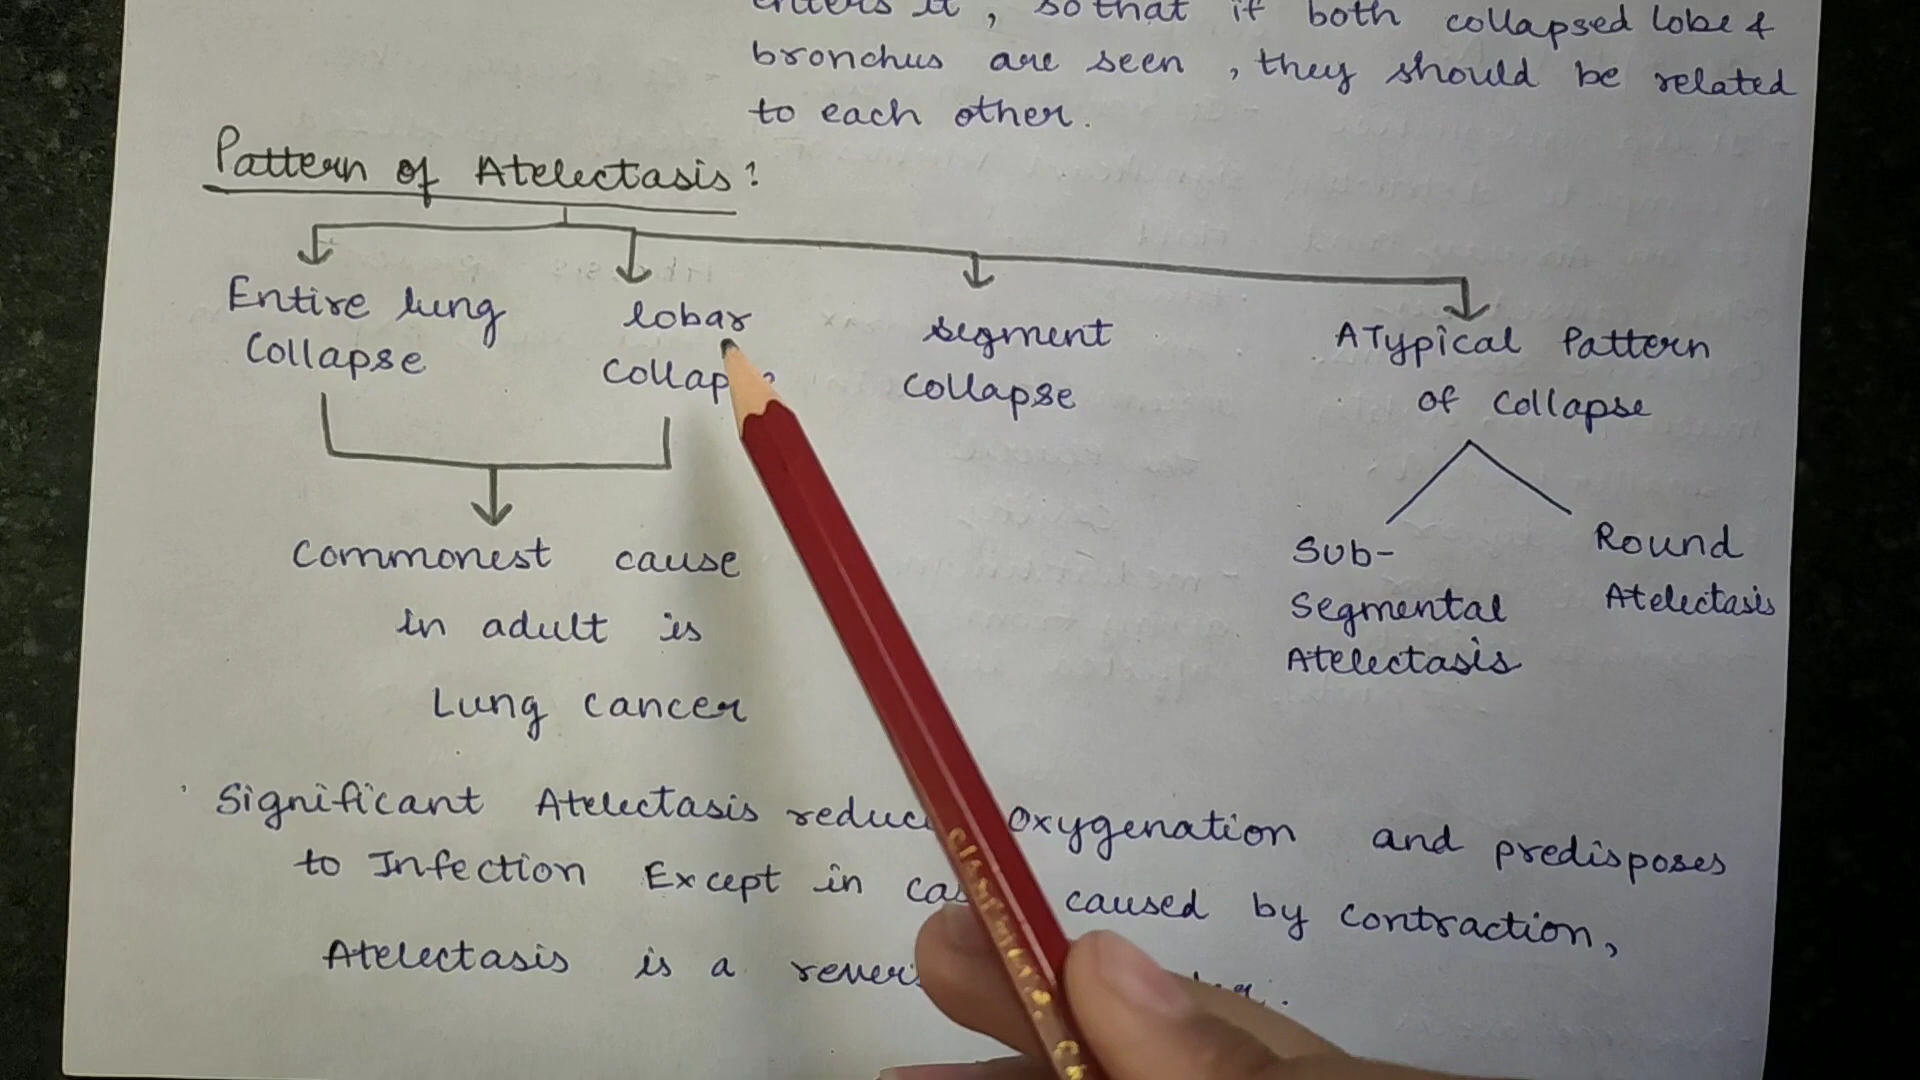 enters it, so that if both collapsed lobe &
bronchus are seen, they should be related
to each other.
Pattern of Atelectasis:
Entire lung
Collapse
lobar
segment
Collapse
ATypical Pattern
of Collapse
Commonest cause
in adult is
Lung cancer
Sub-
Segmental
Atelectasis
Round
Atelectasis
Significant Atelectasis oxygenation and predisposes
to Infection Except in caused by contraction,
Atelectasis is a